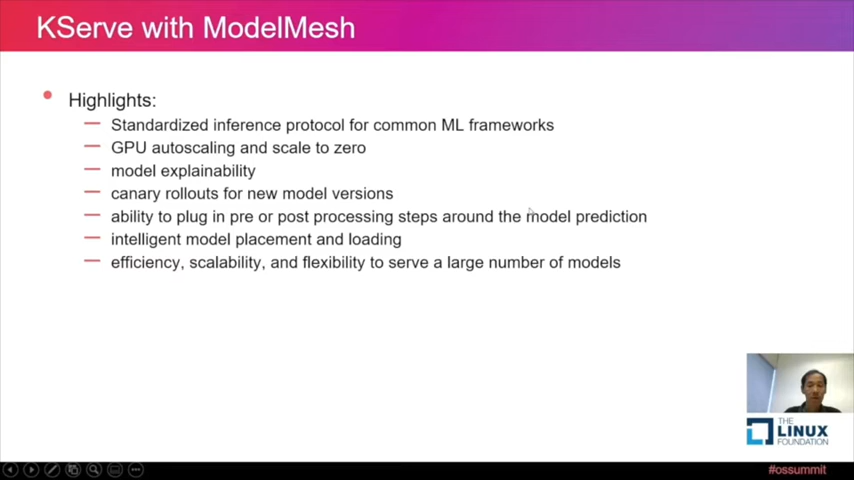 KServe with ModelMesh
Highlights:
Standardized inference protocol for common ML frameworks
GPU autoscaling and scale to zero
model explainability
canary rollouts for new model versions
ability to plug in pre or post processing steps around the model prediction
intelligent model placement and loading
efficiency, scalability, and flexibility to serve a large number of models
THE
LINUX
FOUNDATION
#ossummit